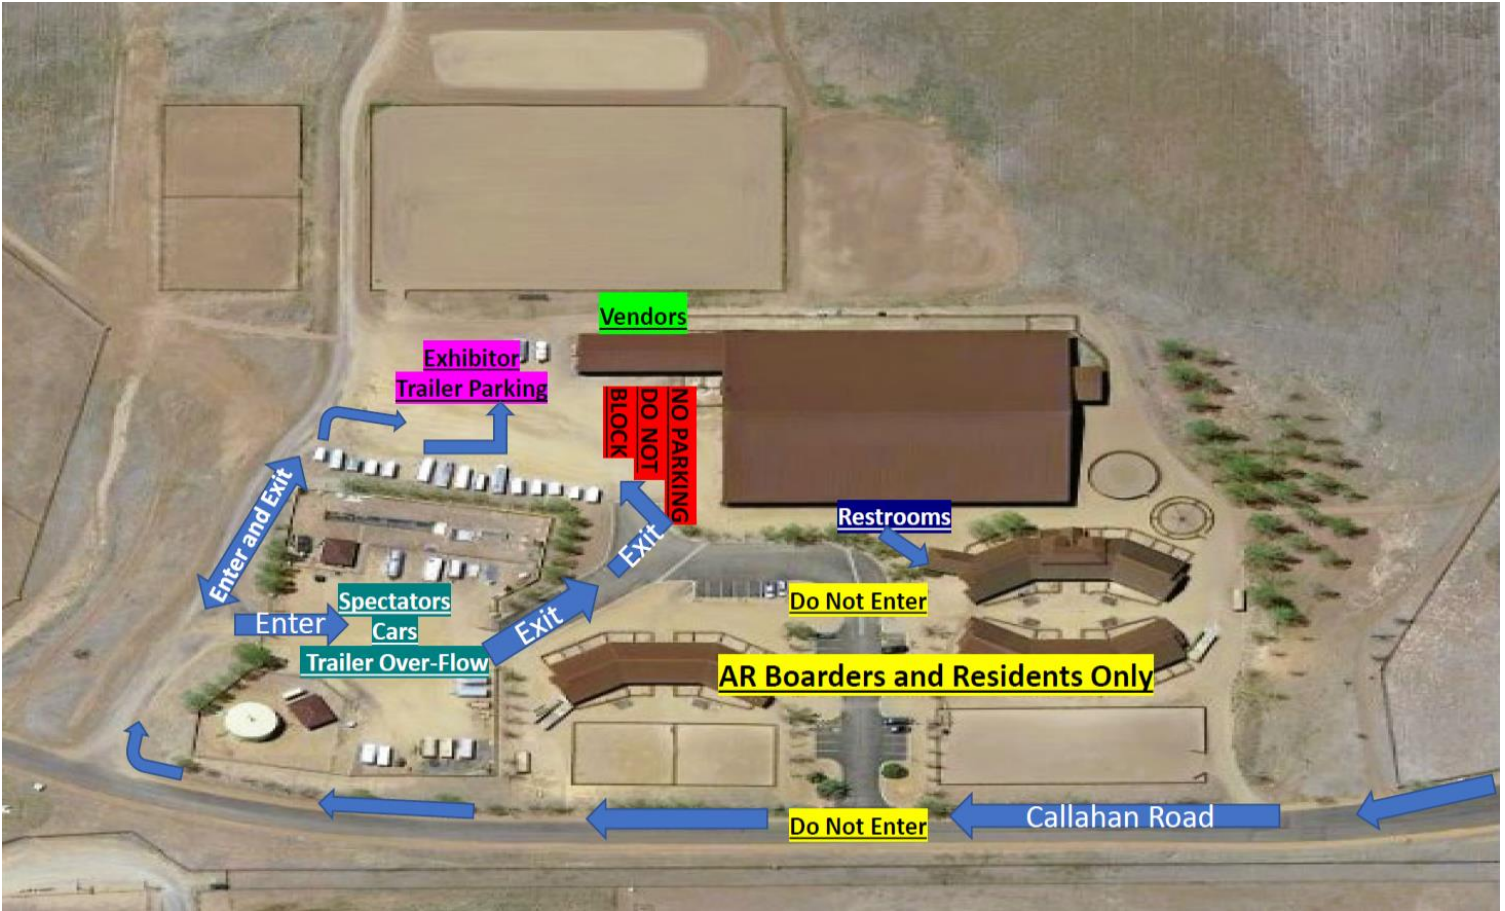 Vendors
Exhibitor
Trailer Parking
NO PARKING
DO NOT
BLOCK
Enter and Exit
Restrooms
Exit
Enter
Spectators
Cars
Trailer Over-Flow
Exit
Do Not Enter
AR Boarders and Residents Only
Do Not Enter
Callahan Road